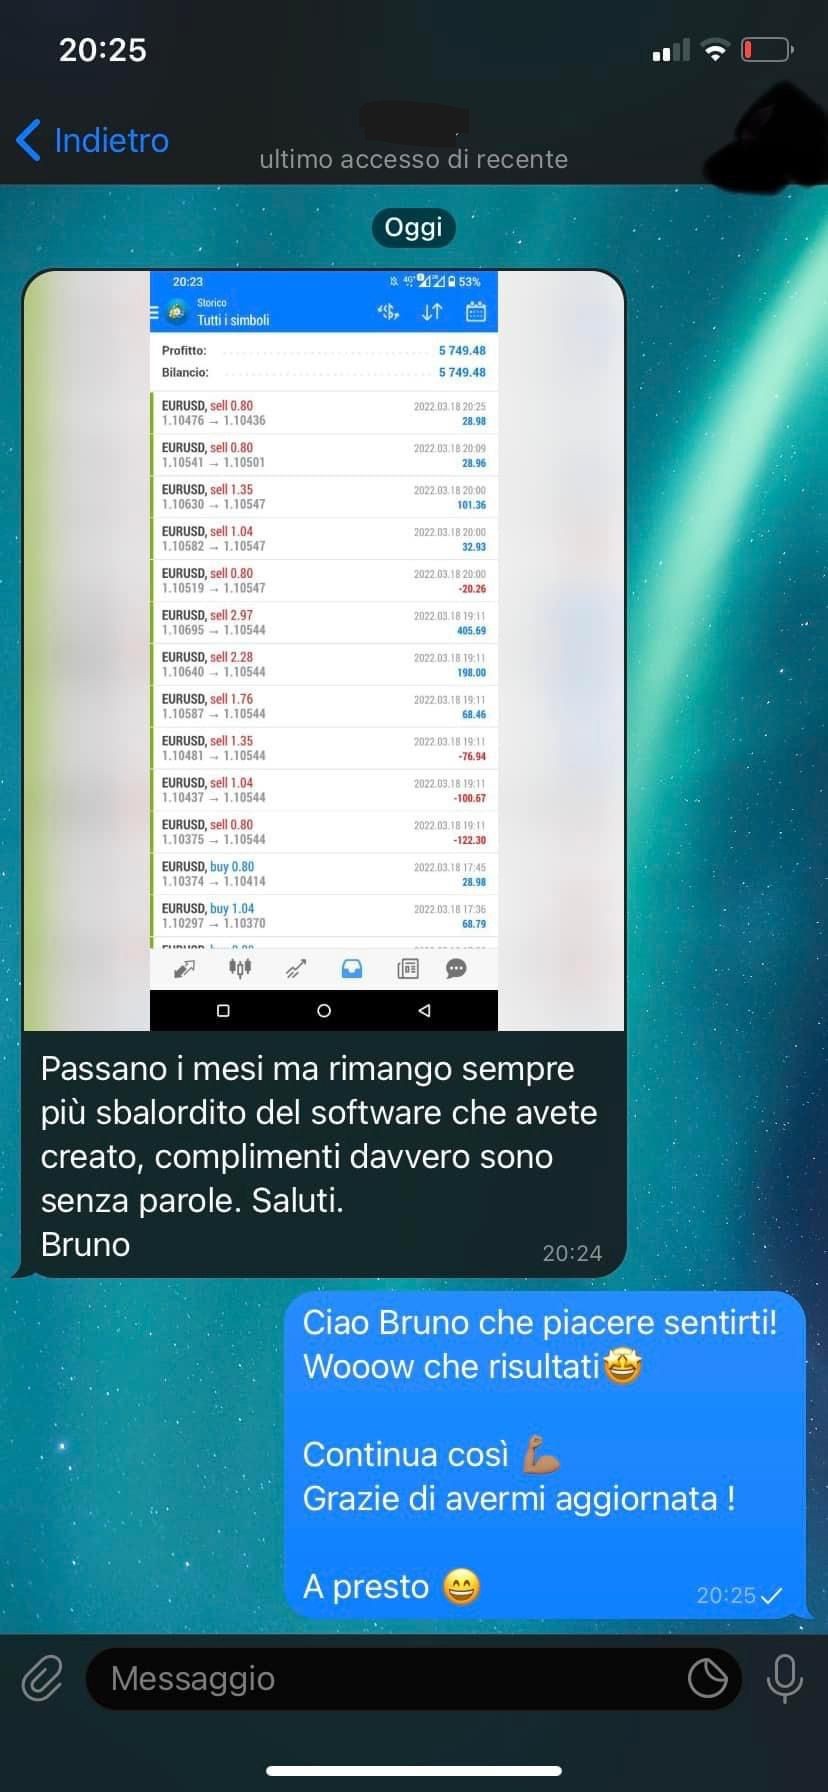 20:25
Indietro
ultimo accesso di recente
Oggi
20:23
4G+
53%
Storico
Tutti i simboli
Profitto: 5 749.48
Bilancio: 5 749.48
EURUSD, sell 0.80 2022.03.18 20:25
1.10476 → 1.10436 28.98
EURUSD, sell 0.80 2022.03.18 20:09
1.10541 → 1.10501 28.96
EURUSD, sell 1.35 2022.03.18 20:00
1.10630 → 1.10547 101.36
EURUSD, sell 1.04 2022.03.18 20:00
1.10582 → 1.10547 32.93
EURUSD, sell 0.80 2022.03.18 20:00
1.10519 → 1.10547 -20.26
EURUSD, sell 2.97 2022.03.18 19:11
1.10695 → 1.10544 405.69
EURUSD, sell 2.28 2022.03.18 19:11
1.10640 → 1.10544 198.00
EURUSD, sell 1.76 2022.03.18 19:11
1.10587 → 1.10544 68.46
EURUSD, sell 1.35 2022.03.18 19:11
1.10481 → 1.10544 -76.94
EURUSD, sell 1.04 2022.03.18 19:11
1.10437 → 1.10544 -100.67
EURUSD, sell 0.80 2022.03.18 19:11
1.10375 → 1.10544 -122.30
EURUSD, buy 0.80 2022.03.18 17:45
1.10374 → 1.10414 28.98
EURUSD, buy 1.04 2022.03.18 17:36
1.10297 → 1.10370 68.79
Passano i mesi ma rimango sempre
più sbalordito del software che avete
creato, complimenti davvero sono
senza parole. Saluti.
Bruno 20:24
Ciao Bruno che piacere sentirti!
Wooow che risultati🤩
Continua così 💪🏽
Grazie di avermi aggiornata !
A presto 😄 20:25
Messaggio